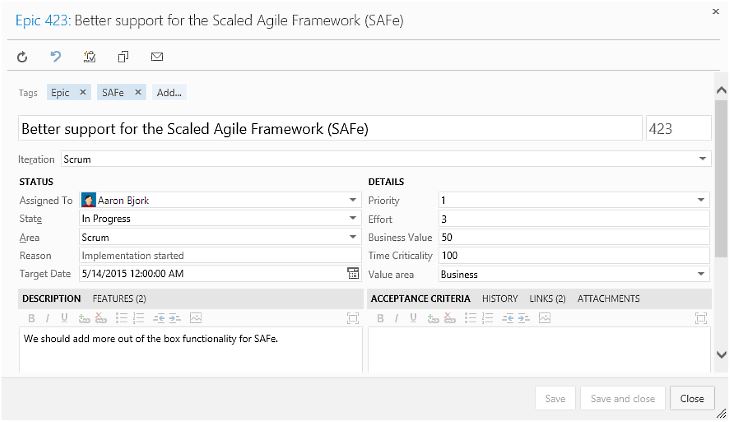 Epic 423: Better support for the Scaled Agile Framework (SAFe)
Tags Epic × SAFe × Add...
Better support for the Scaled Agile Framework (SAFe) 423
Iteration Scrum
STATUS DETAILS
Assigned To Aaron Bjork Priority 1
State In Progress Effort 3
Area Scrum Business Value 50
Reason Implementation started Time Criticality 100
Target Date 5/14/2015 12:00:00 AM Value area Business
DESCRIPTION FEATURES (2) ACCEPTANCE CRITERIA HISTORY LINKS (2) ATTACHMENTS
B I U B I U
We should add more out of the box functionality for SAFe.
Save Save and close Close